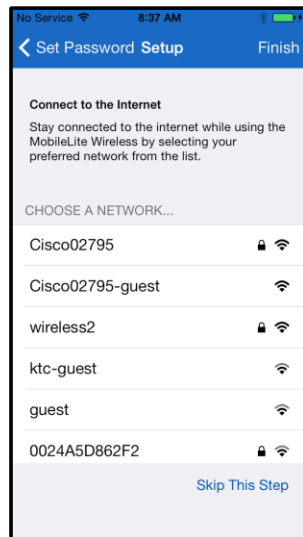 No Service 8:37 AM
Set Password Setup Finish
Connect to the Internet
Stay connected to the internet while using the
MobileLite Wireless by selecting your
preferred network from the list.
CHOOSE A NETWORK...
Cisco02795
Cisco02795-guest
wireless2
ktc-guest
guest
0024A5D862F2
Skip This Step